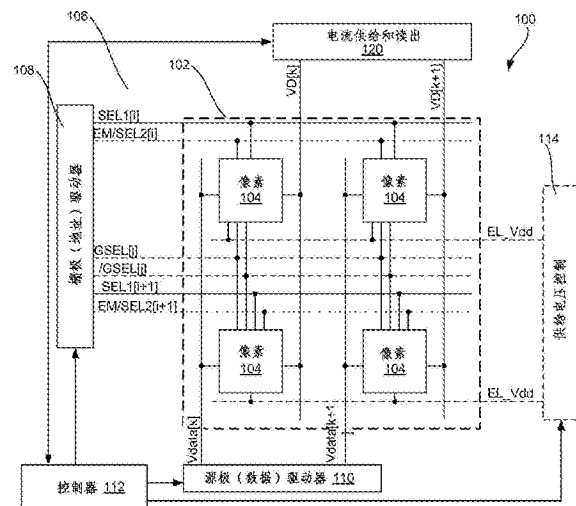 108
100
电流供给和读出
120
VD[k]
VD[k+1]
102
108
SEL1[i]
EM/SEL2[i]
114
栅极（地址）驱动器
像素
104
像素
104
EL_Vdd
GSEL[j]
/GSEL[j]
SEL1[i+1]
EM/SEL2[i+1]
供给电压控制
像素
104
像素
104
EL_Vdd
Vdata[k]
Vdata[k+1]
控制器 112
源极（数据）驱动器 110